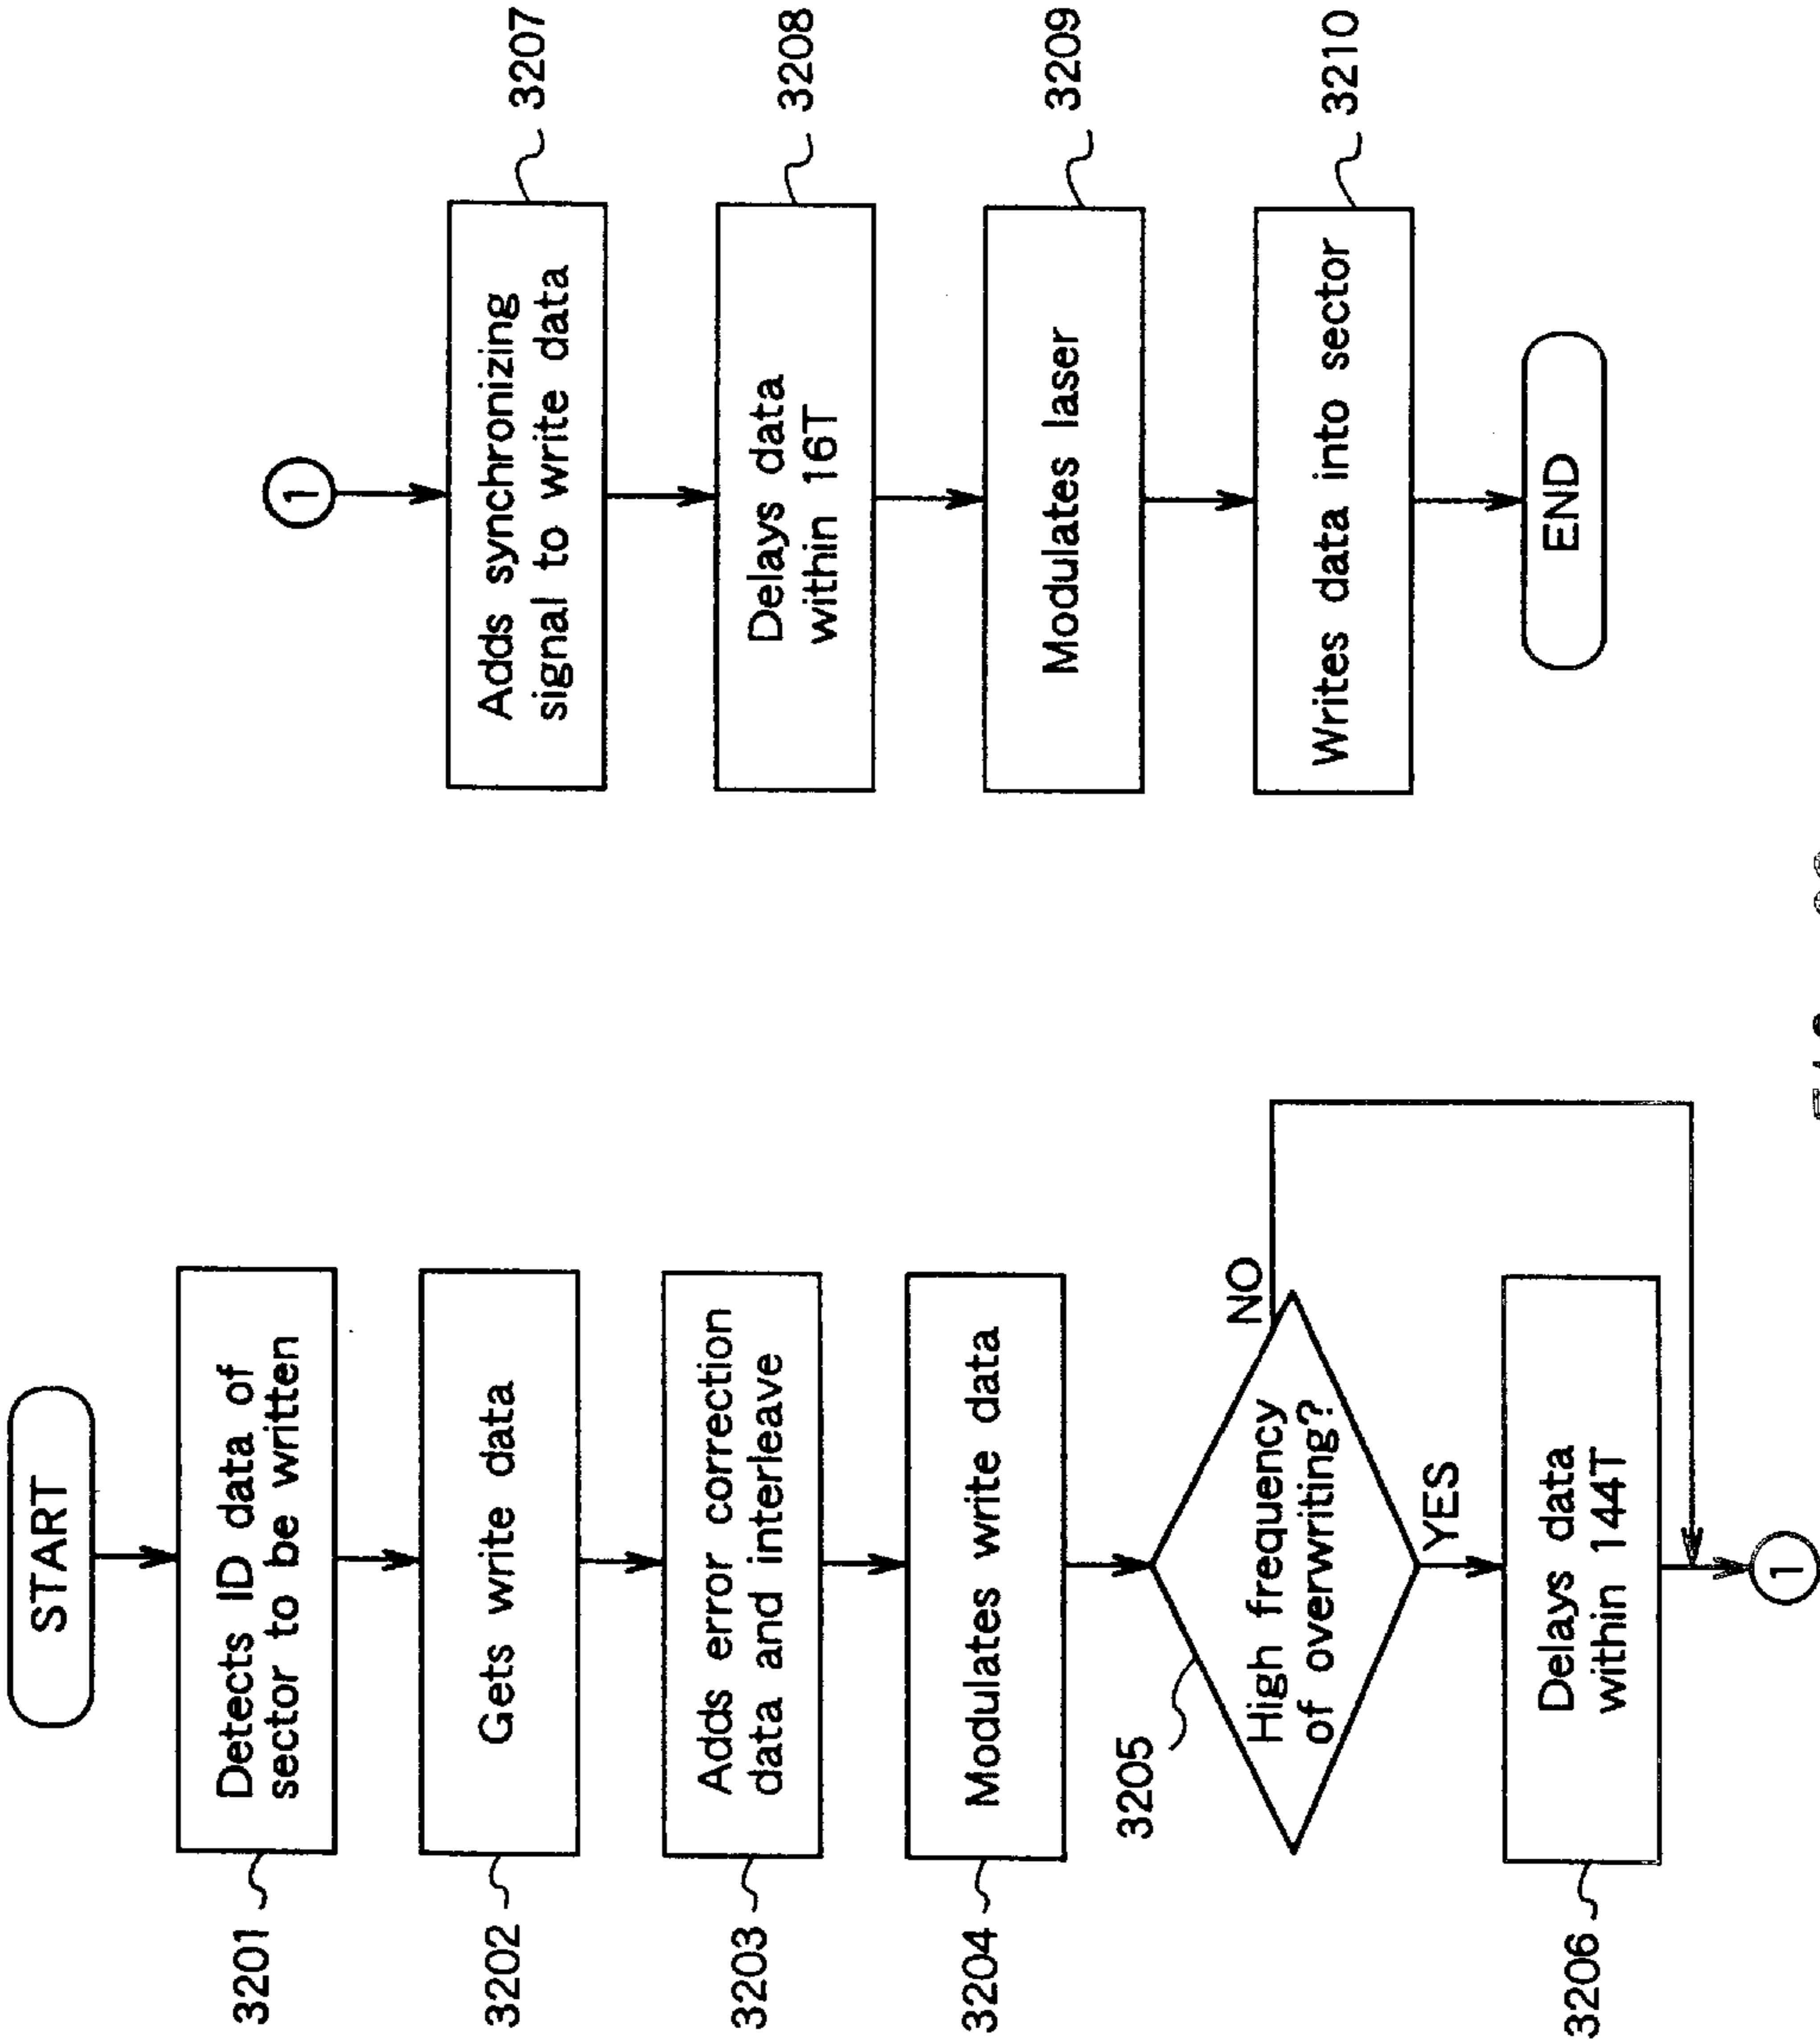 START
3201
Detects ID data of
sector to be written
3202
Gets write data
3203
Adds error correction
data and interleave
3204
Modulates write data
3205
High frequency
of overwriting?
NO
YES
3206
Delays data
within 144T
1
1
Adds synchronizing
signal to write data
3207
Delays data
within 16T
3208
Modulates laser
3209
Writes data into sector
3210
END